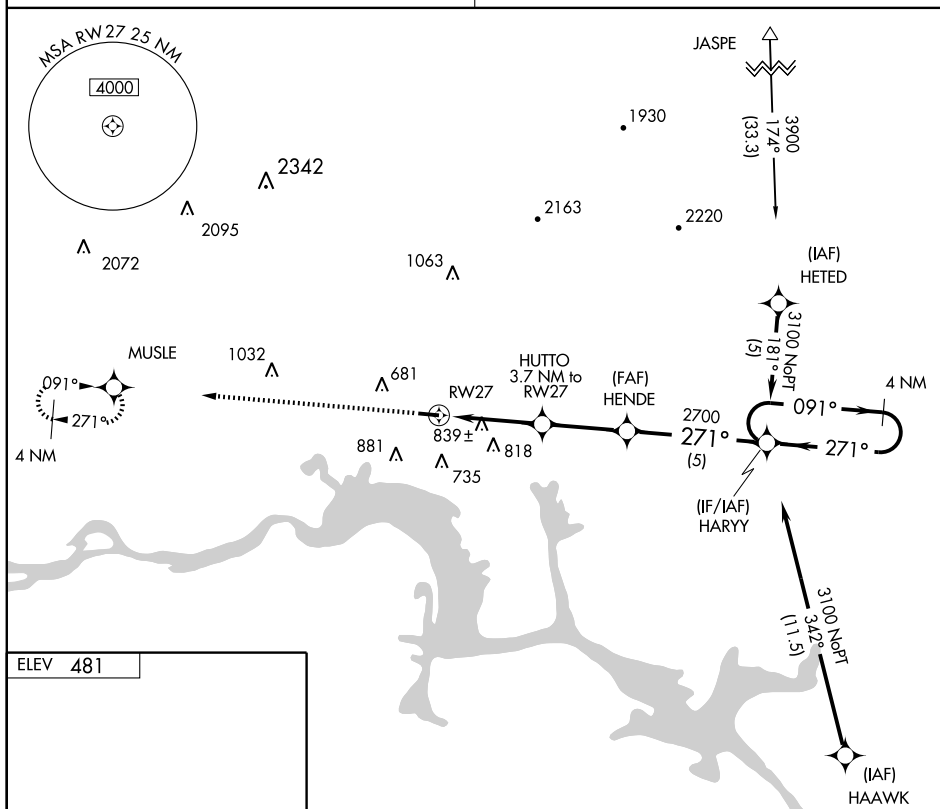 MSA RW27 25 NM
4000
JASPE
3900
174°
(33.3)
1930
2342
2163
2220
2095
2072
1063
(IAF)
HETED
3100 NoPT
181°
(5)
MUSLE
1032
681
RW27
HUTTO
3.7 NM to
RW27
(FAF)
HENDE
4 NM
091°
271°
4 NM
839±
818
881
735
2700
271°
(5)
091°
271°
(IF/IAF)
HARYY
3100 NoPT
342°
(11.5)
(IAF)
HAAWK
ELEV 481